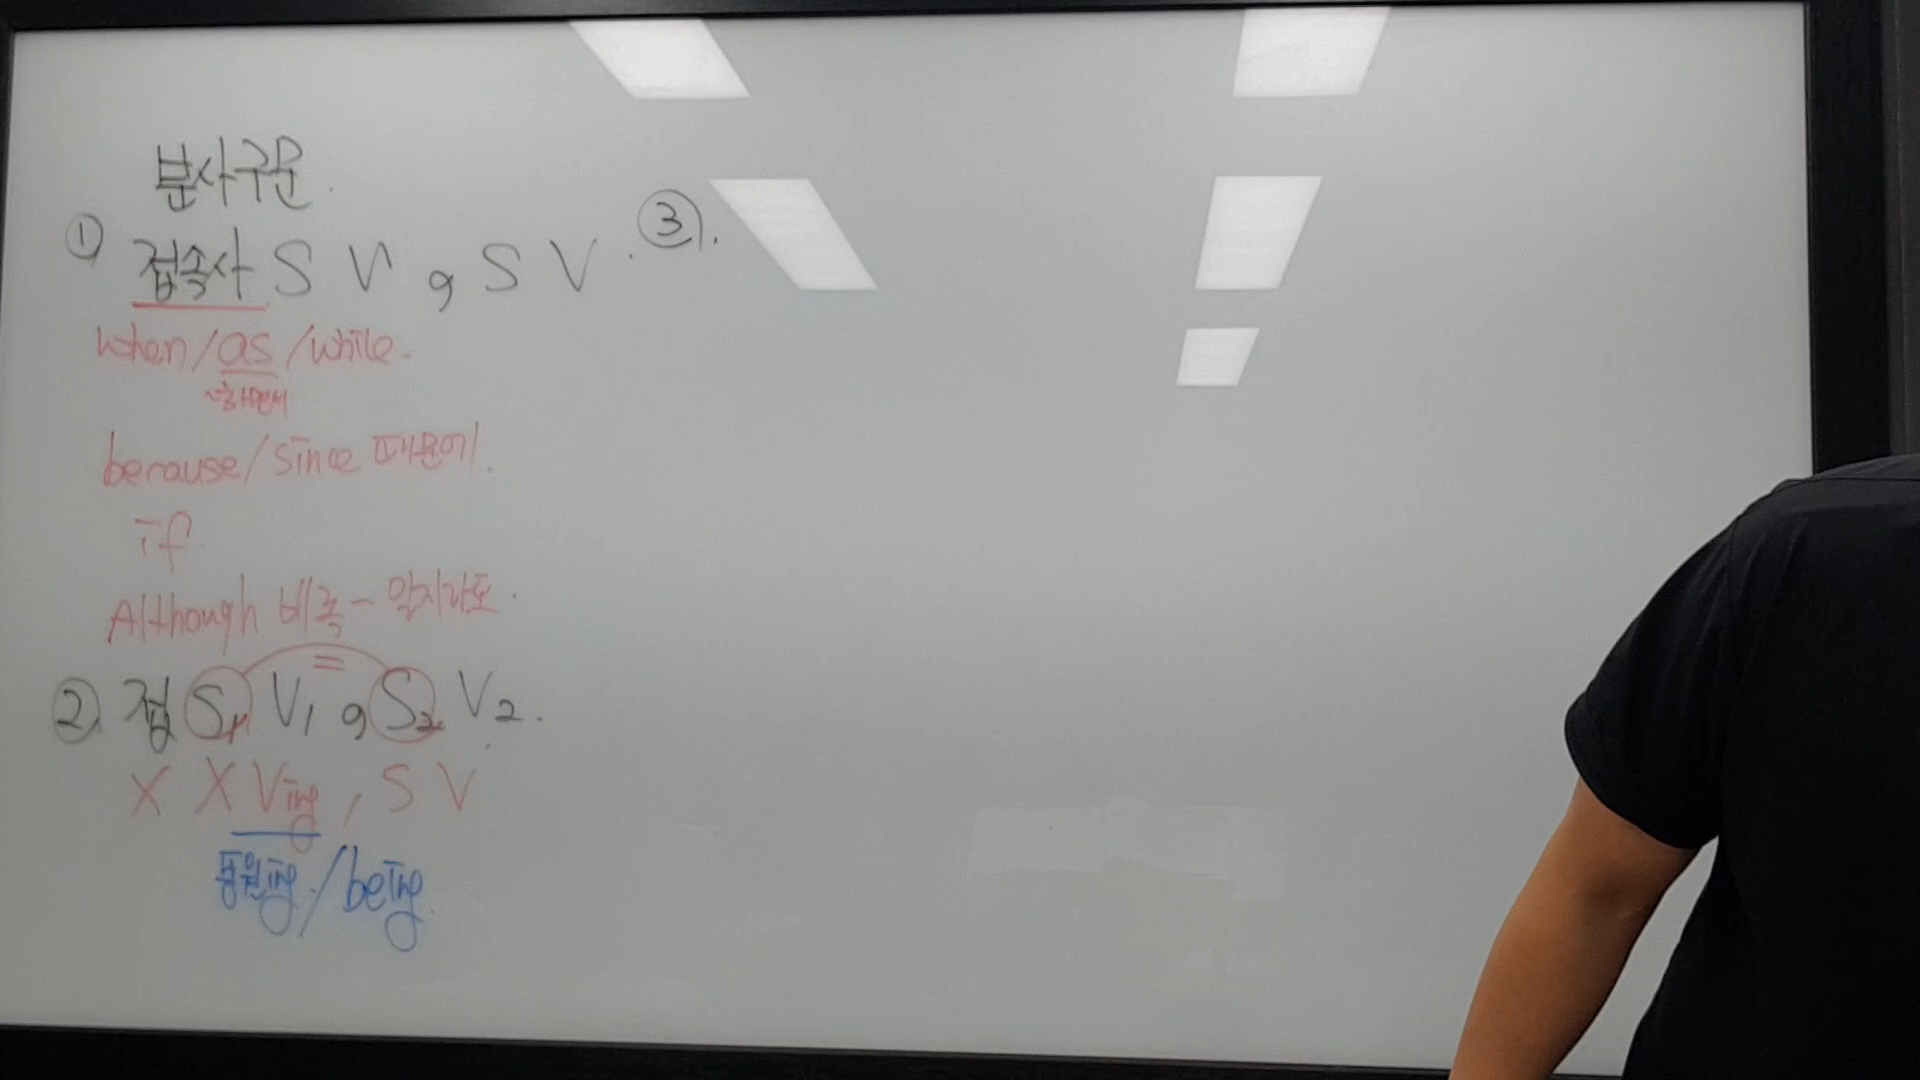 분사구문.
① 접속사 S V , S V .
when/as/while.
~하면서
because/since 때문에.
if.
Although 비록~일지라도.
=
② 접 S1 V1 , S2 V2.
X X Ving , S V
동원ing./being.
③.